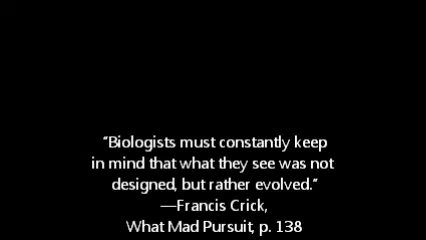 “Biologists must constantly keep
in mind that what they see was not
designed, but rather evolved.”
—Francis Crick,
What Mad Pursuit, p. 138